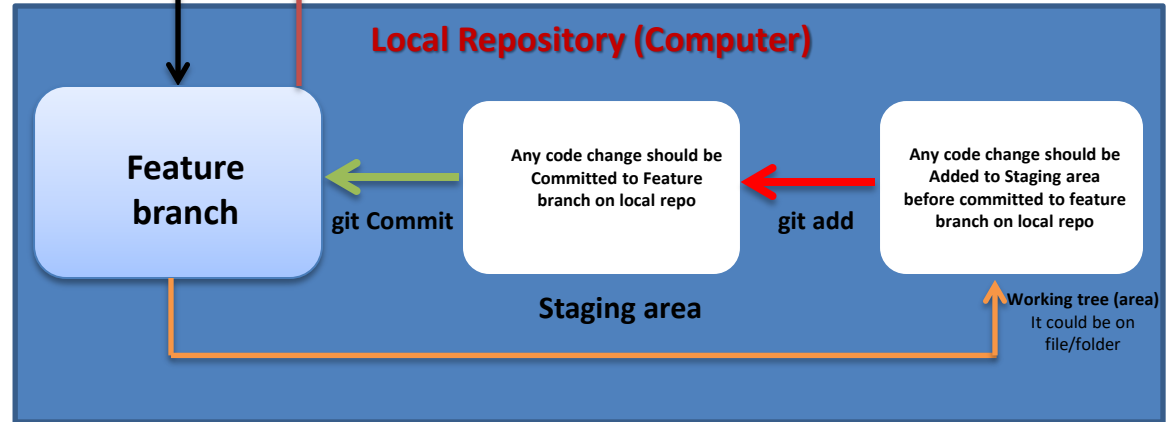 Local Repository (Computer)
Feature
branch
git Commit
Any code change should be
Committed to Feature
branch on local repo
Staging area
git add
Any code change should be
Added to Staging area
before committed to feature
branch on local repo
Working tree (area)
It could be on
file/folder